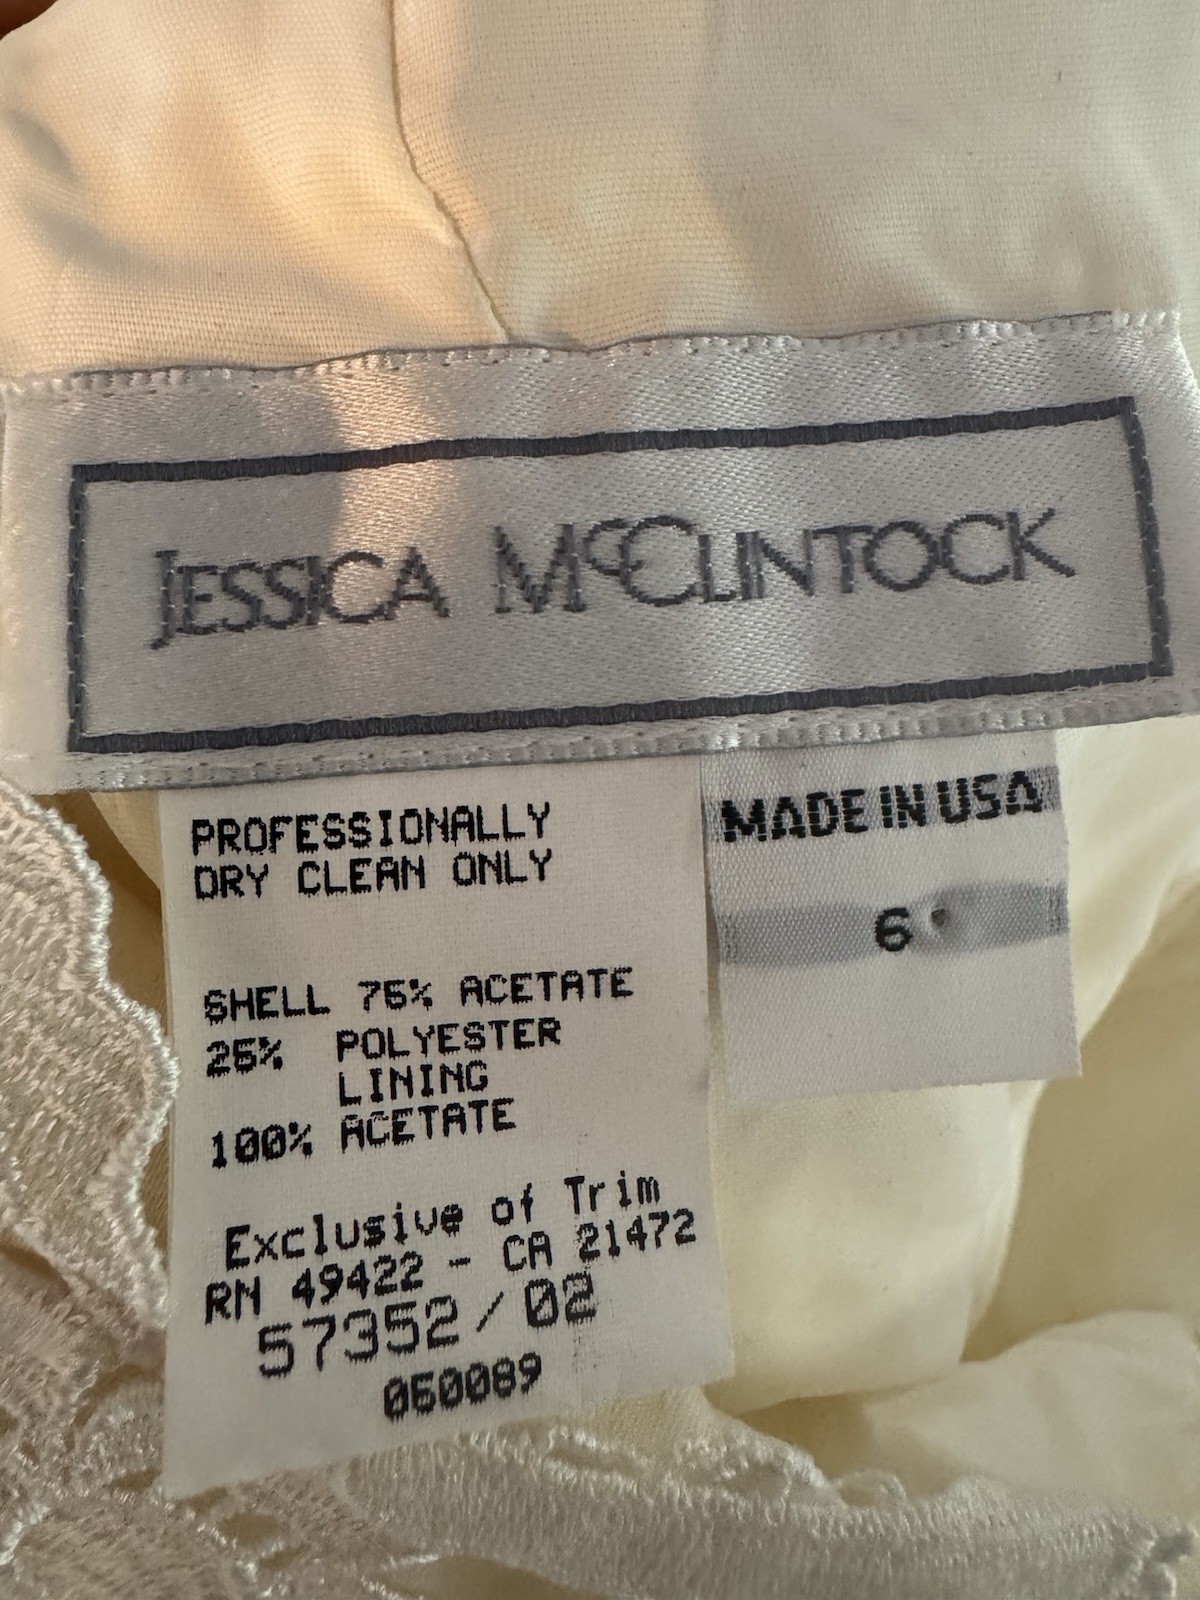 JESSICA McCLINTOCK
PROFESSIONALLY
DRY CLEAN ONLY
SHELL 75% ACETATE
25% POLYESTER
LINING
100% ACETATE
Exclusive of Trim
RN 49422 - CA 21472
57352 / 02
060089
MADE IN USA
6